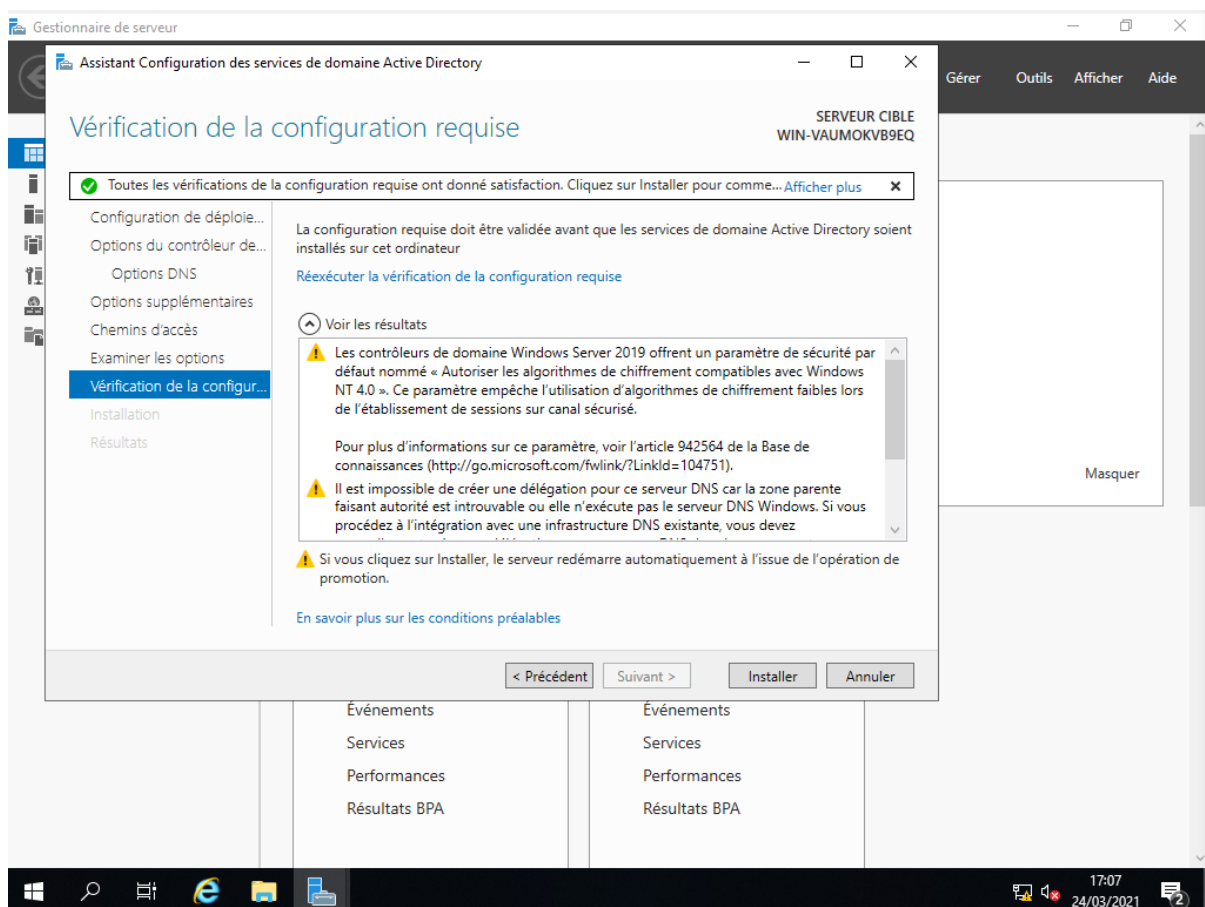 Gestionnaire de serveur
Assistant Configuration des services de domaine Active Directory
Gérer Outils Afficher Aide
Vérification de la configuration requise
SERVEUR CIBLE
WIN-VAUMOKVB9EQ
Toutes les vérifications de la configuration requise ont donné satisfaction. Cliquez sur Installer pour comme... Afficher plus
Configuration de déploie...
Options du contrôleur de...
Options DNS
Options supplémentaires
Chemins d'accès
Examiner les options
Vérification de la configur...
Installation
Résultats
La configuration requise doit être validée avant que les services de domaine Active Directory soient
installés sur cet ordinateur
Réexécuter la vérification de la configuration requise
Voir les résultats
Les contrôleurs de domaine Windows Server 2019 offrent un paramètre de sécurité par
défaut nommé « Autoriser les algorithmes de chiffrement compatibles avec Windows
NT 4.0 ». Ce paramètre empêche l'utilisation d'algorithmes de chiffrement faibles lors
de l'établissement de sessions sur canal sécurisé.
Pour plus d'informations sur ce paramètre, voir l'article 942564 de la Base de
connaissances (http://go.microsoft.com/fwlink/?LinkId=104751).
Il est impossible de créer une délégation pour ce serveur DNS car la zone parente
faisant autorité est introuvable ou elle n'exécute pas le serveur DNS Windows. Si vous
procédez à l'intégration avec une infrastructure DNS existante, vous devez
Si vous cliquez sur Installer, le serveur redémarre automatiquement à l'issue de l'opération de
promotion.
En savoir plus sur les conditions préalables
< Précédent Suivant > Installer Annuler
Masquer
Événements Événements
Services Services
Performances Performances
Résultats BPA Résultats BPA
17:07
24/03/2021
2